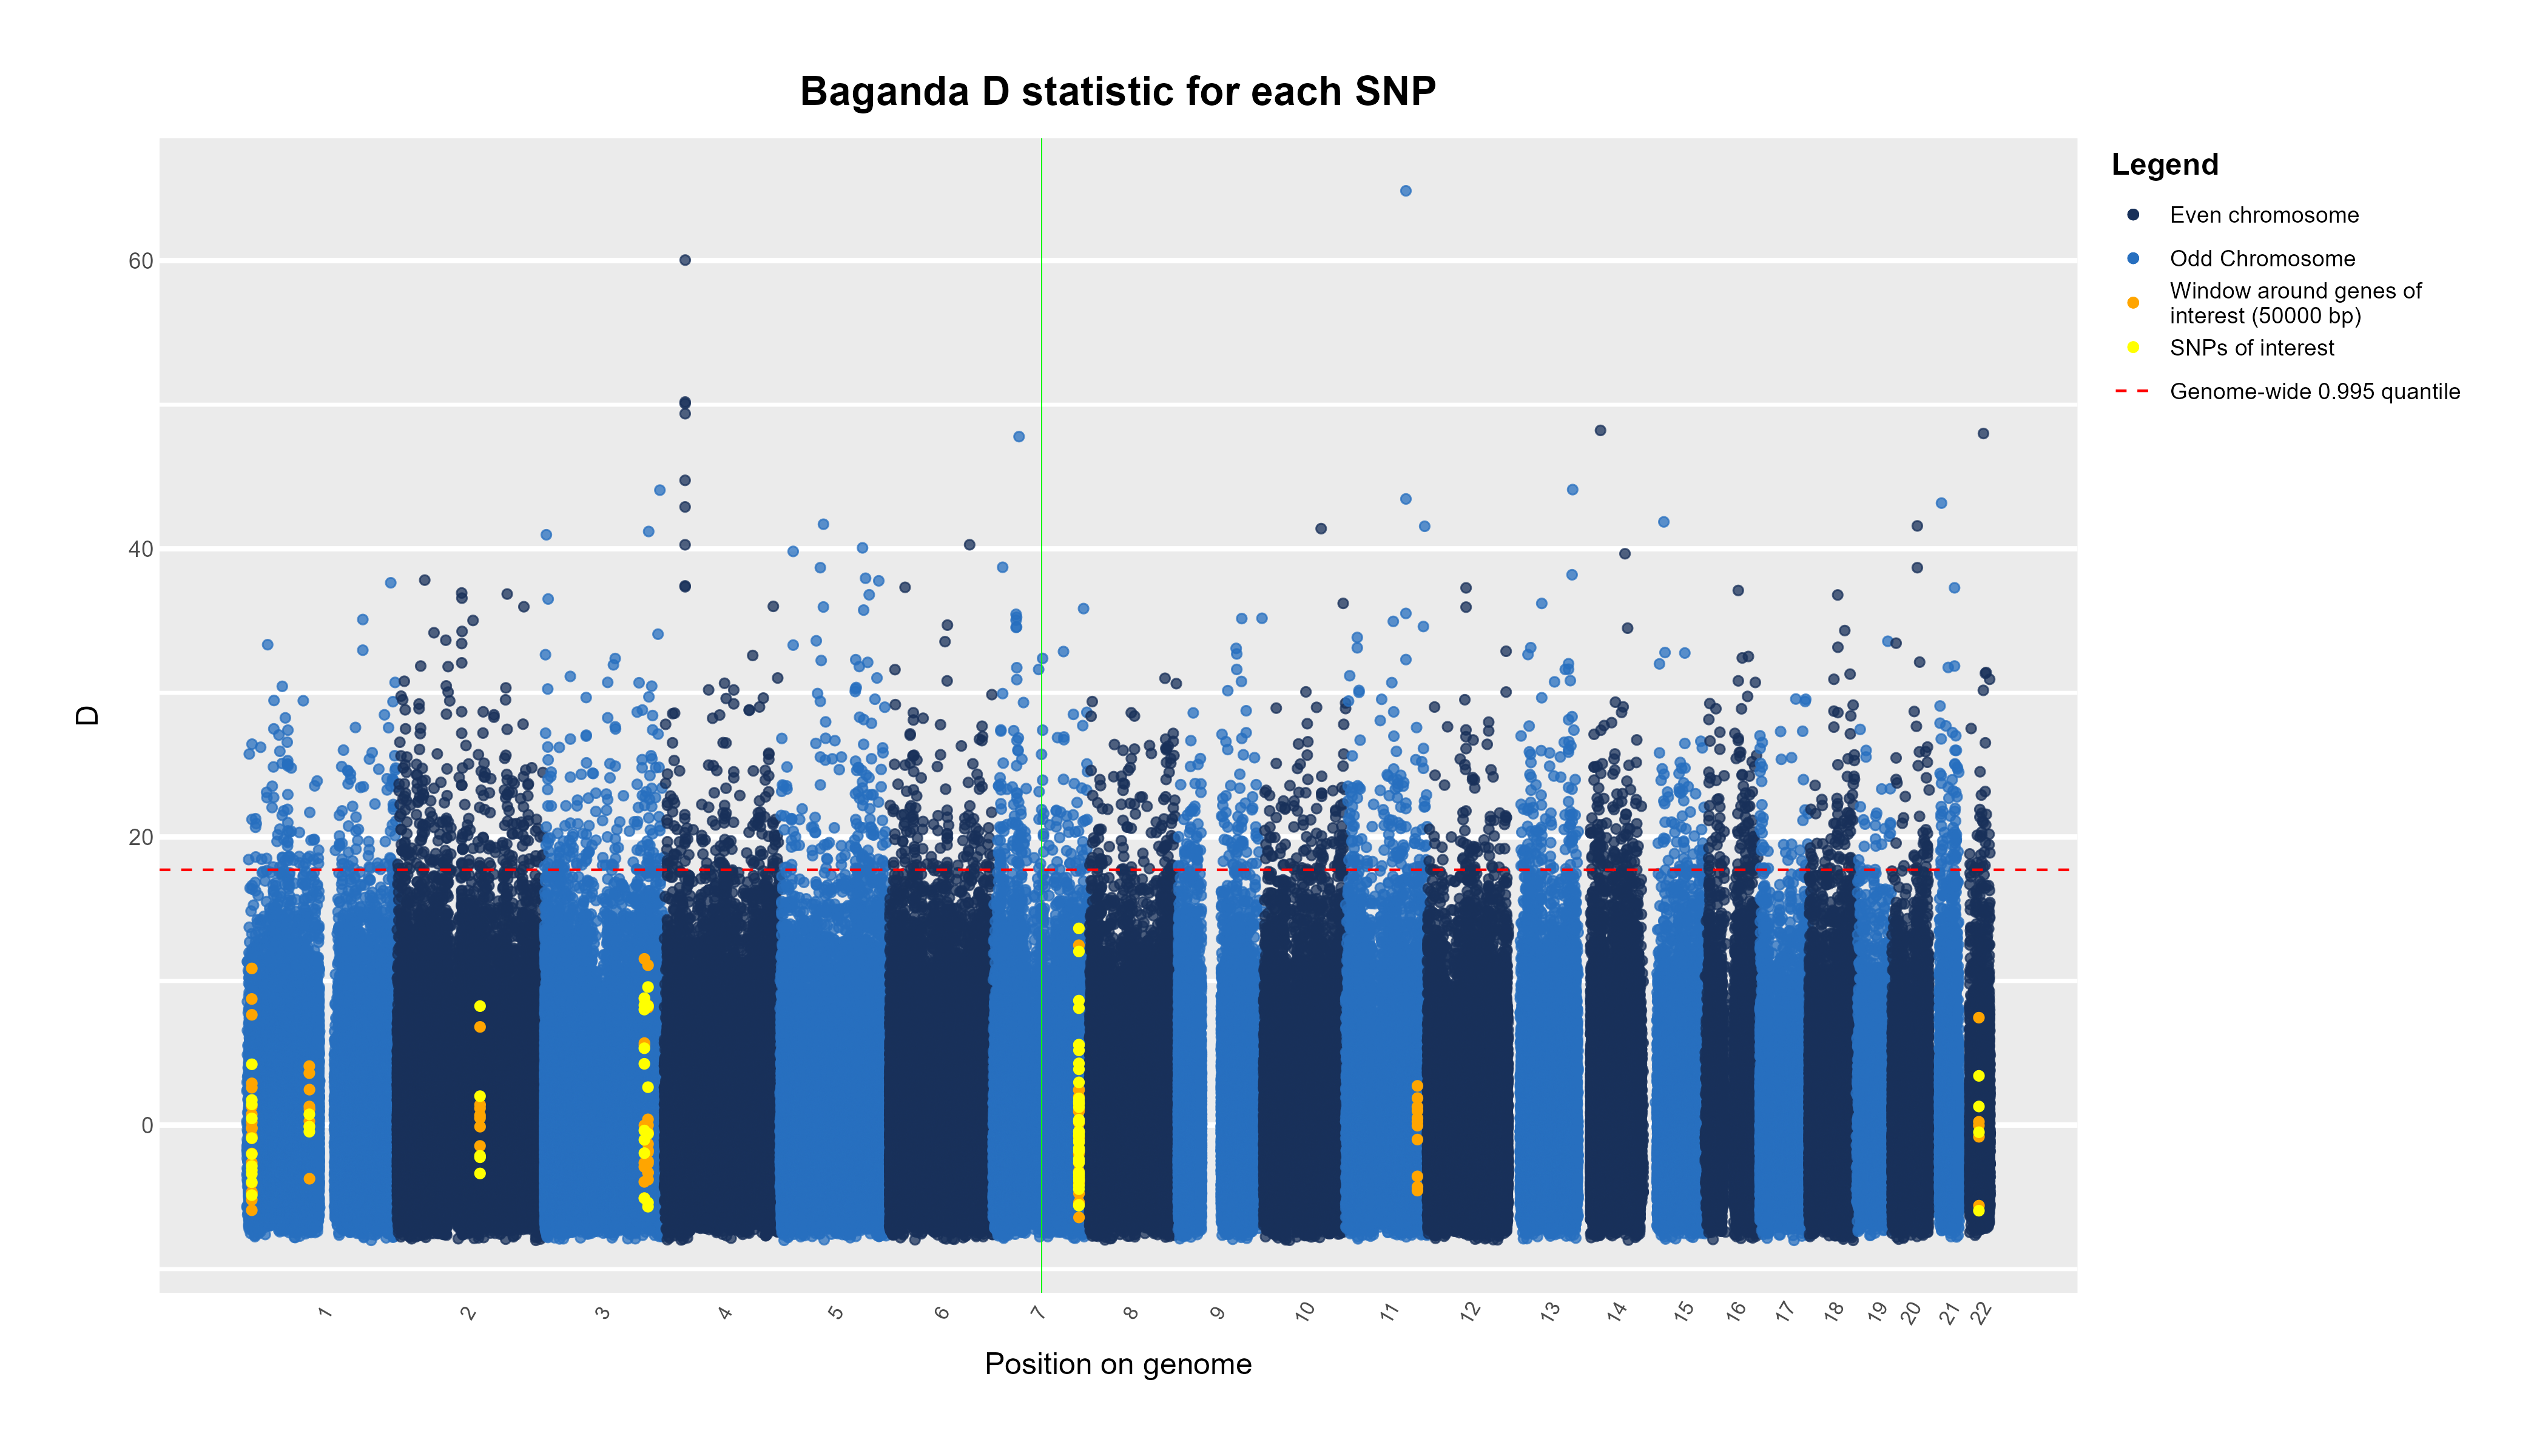 Baganda D statistic for each SNP
Legend
Even chromosome
Odd Chromosome
Window around genes of
interest (50000 bp)
SNPs of interest
Genome-wide 0.995 quantile
D
60
40
20
0
1 2 3 4 5 6 7 8 9 10 11 12 13 14 15 16 17 18 19 20 21 22
Position on genome